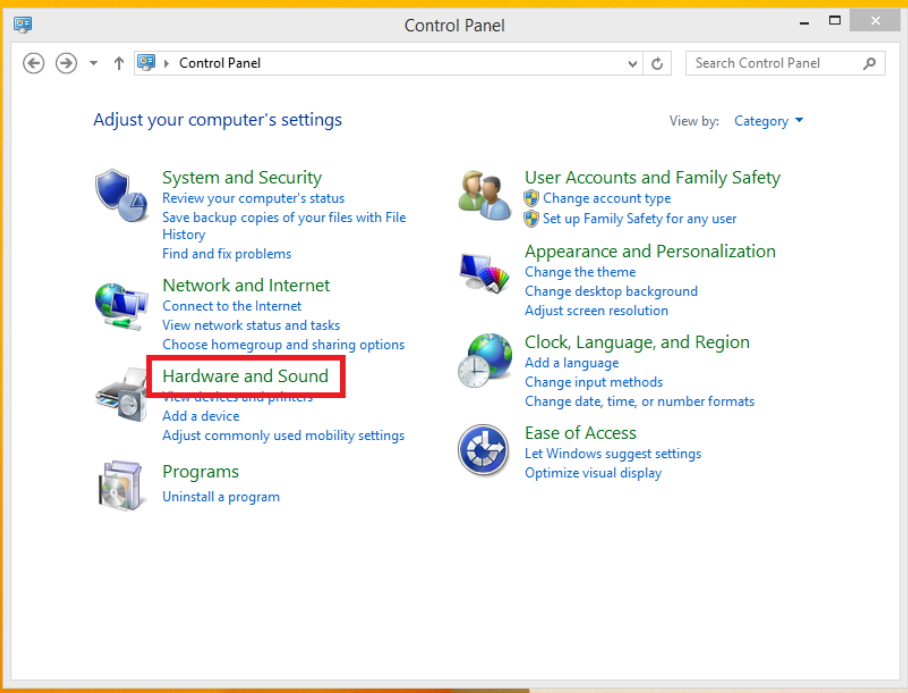 Control Panel
Control Panel
Search Control Panel
Adjust your computer's settings
View by: Category
System and Security
Review your computer's status
Save backup copies of your files with File
History
Find and fix problems
Network and Internet
Connect to the Internet
View network status and tasks
Choose homegroup and sharing options
Hardware and Sound
View devices and printers
Add a device
Adjust commonly used mobility settings
Programs
Uninstall a program
User Accounts and Family Safety
Change account type
Set up Family Safety for any user
Appearance and Personalization
Change the theme
Change desktop background
Adjust screen resolution
Clock, Language, and Region
Add a language
Change input methods
Change date, time, or number formats
Ease of Access
Let Windows suggest settings
Optimize visual display